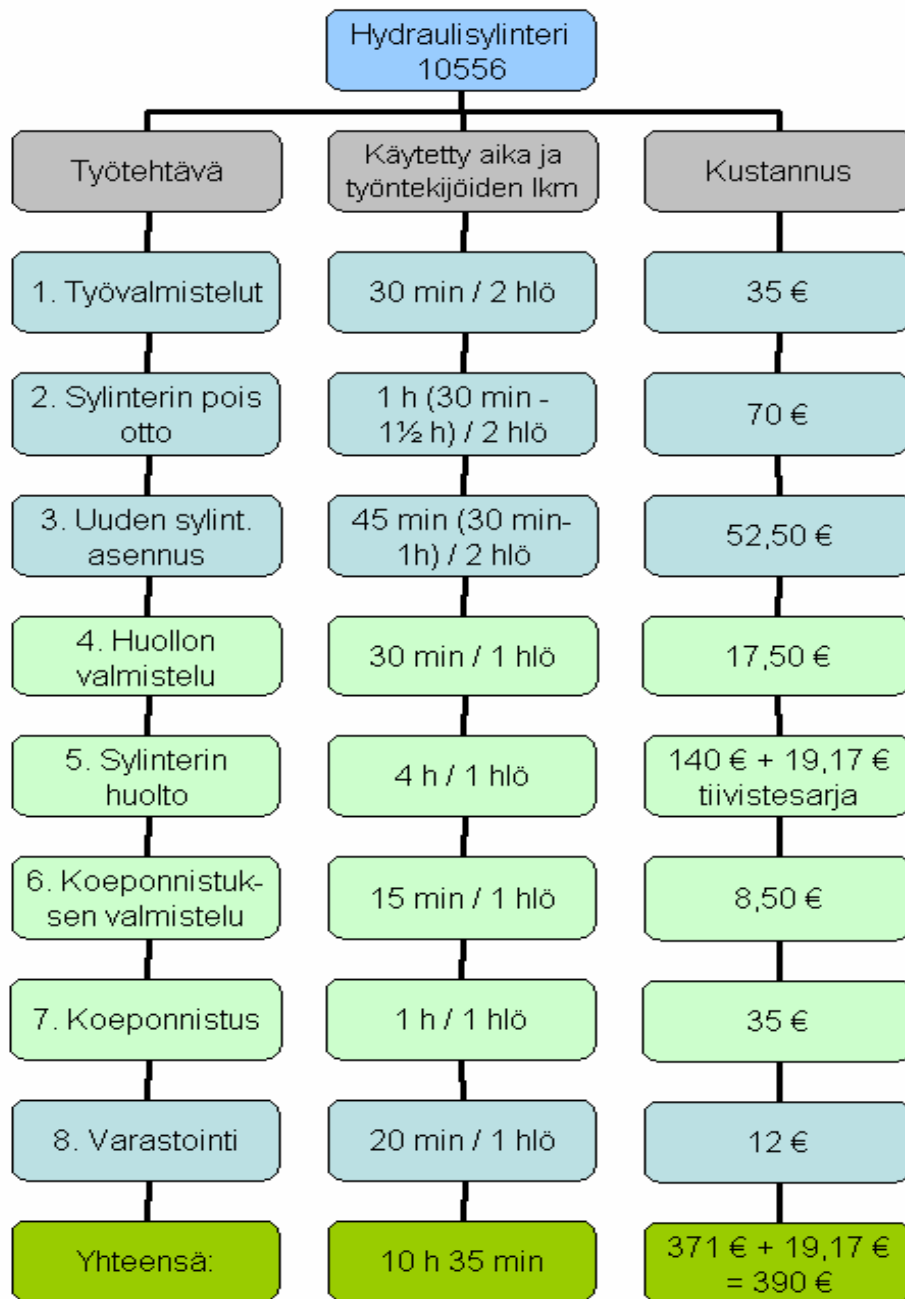 Hydraulisylinteri
10556
Työtehtävä
Käytetty aika ja
työntekijöiden lkm
Kustannus
1. Työvalmistelut
30 min / 2 hlö
35 €
2. Sylinterin pois
otto
1 h (30 min -
1½ h) / 2 hlö
70 €
3. Uuden sylint.
asennus
45 min (30 min-
1h) / 2 hlö
52,50 €
4. Huollon
valmistelu
30 min / 1 hlö
17,50 €
5. Sylinterin
huolto
4 h / 1 hlö
140 € + 19,17 €
tiivistesarja
6. Koeponnistuk-
sen valmistelu
15 min / 1 hlö
8,50 €
7. Koeponnistus
1 h / 1 hlö
35 €
8. Varastointi
20 min / 1 hlö
12 €
Yhteensä:
10 h 35 min
371 € + 19,17 €
= 390 €